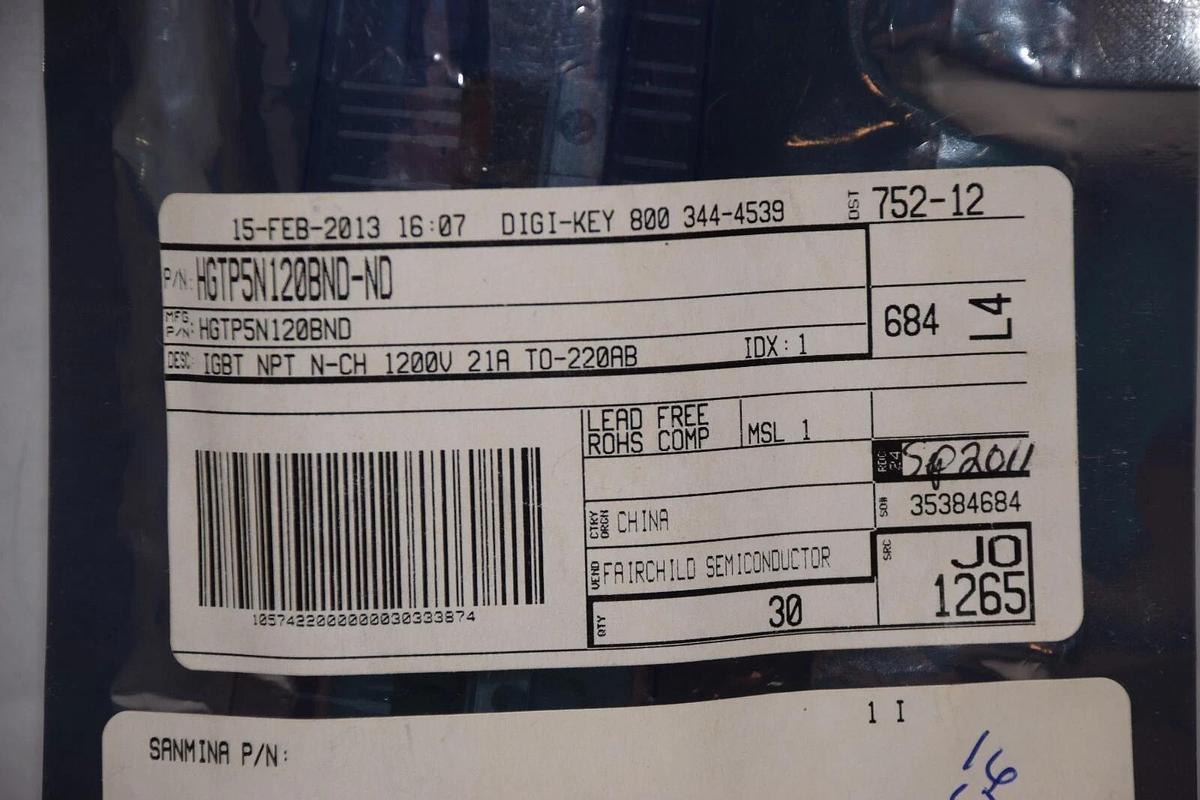 15-FEB-2013 16:07 DIGI-KEY 800 344-4539
DST 752-12
P/N: HGTP5N120BND-ND
MFG P/N: HGTP5N120BND
684 L4
DESC: IGBT NPT N-CH 1200V 21A TO-220AB IDX: 1
LEAD FREE
ROHS COMP
MSL 1
24
SO# 35384684
CTRY ORGN CHINA
VEND FAIRCHILD SEMICONDUCTOR
SRC JO
1265
QTY 30
1057422000000030333874
1 I
SANMINA P/N:
16